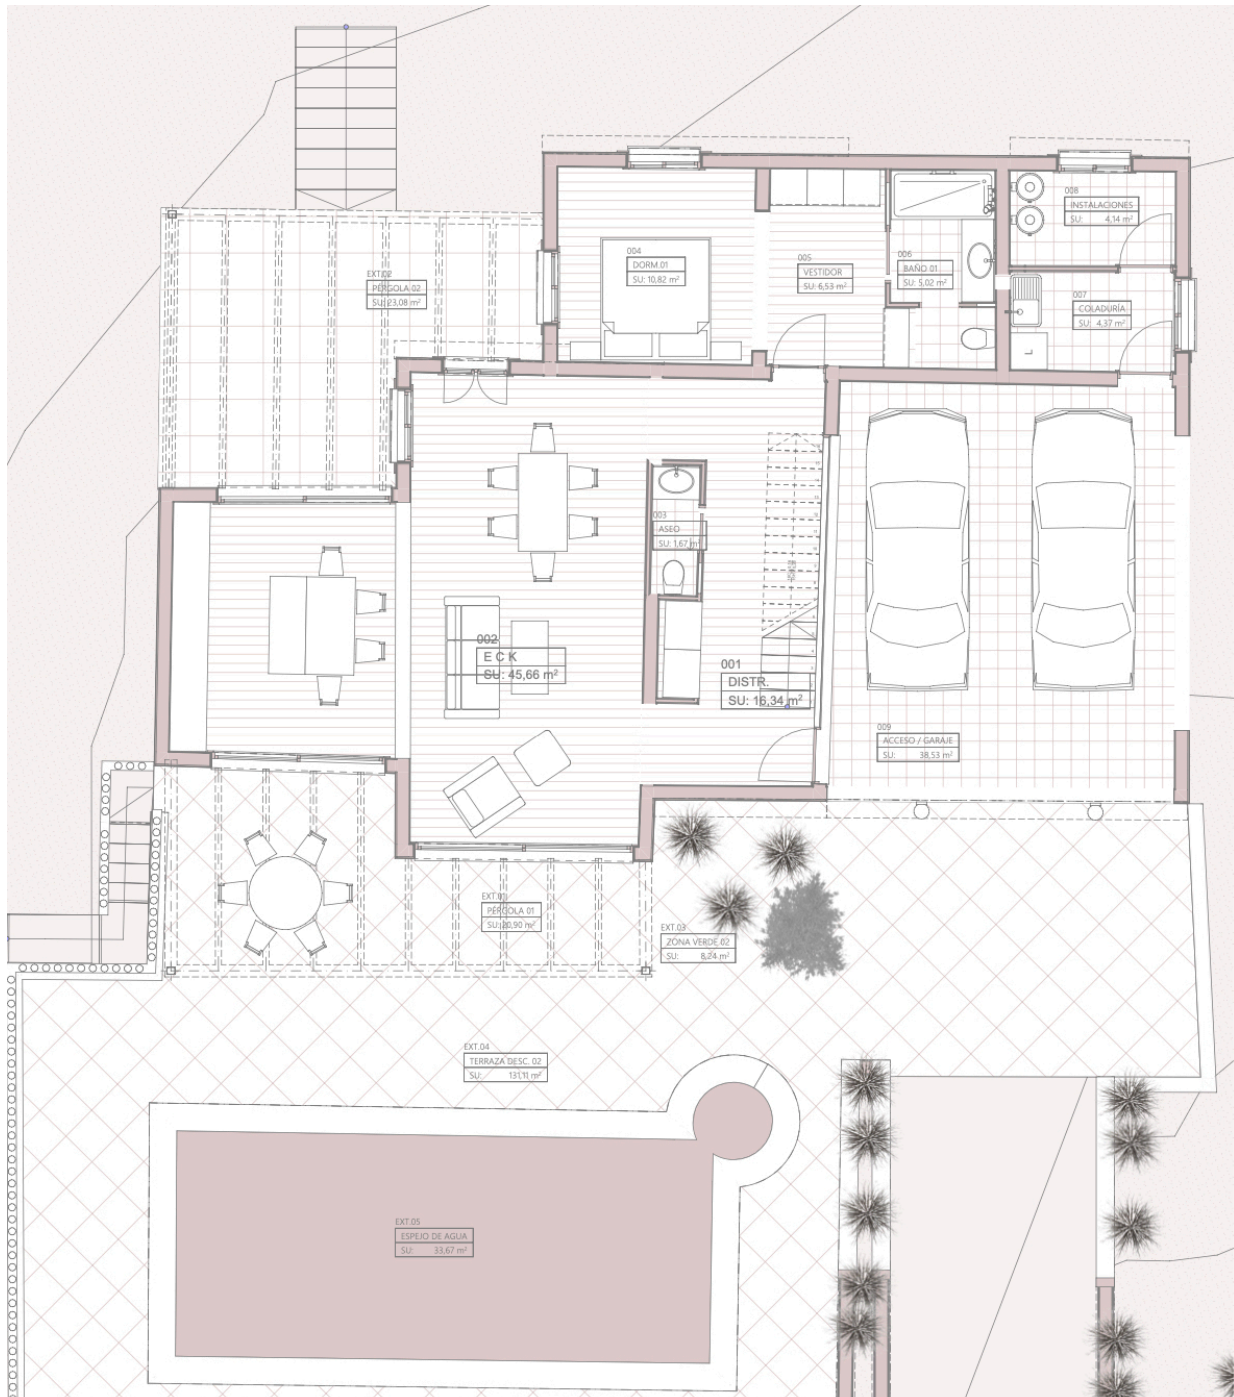 008
INSTALACIONES
SU: 4,14 m²
004
DORM.01
SU: 10,82 m²
005
VESTIDOR
SU: 6,53 m²
006
BAÑO 01
SU: 5,02 m²
EXT.02
PÉRGOLA 02
SU: 23,08 m²
007
COLADURÍA
SU: 4,37 m²
L
003
ASEO
SU: 1,67 m²
002
E C K
SU: 45,66 m²
001
DISTR.
SU: 16,34 m²
009
ACCESO / GARAJE
SU: 38,53 m²
EXT.01
PÉRGOLA 01
SU: 20,90 m²
EXT.03
ZONA VERDE 02
SU: 8,24 m²
EXT.04
TERRAZA DESC. 02
SU: 131,11 m²
EXT.05
ESPEJO DE AGUA
SU: 33,67 m²